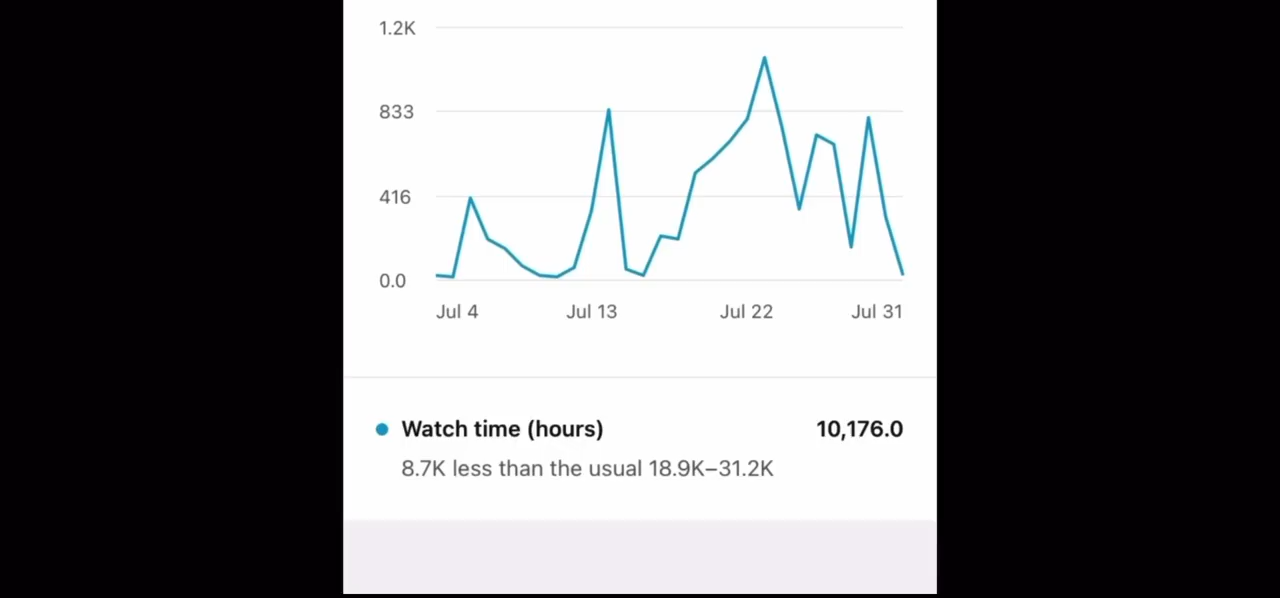 1.2K
833
416
0.0
Jul 4 Jul 13 Jul 22 Jul 31
Watch time (hours) 10,176.0
8.7K less than the usual 18.9K–31.2K